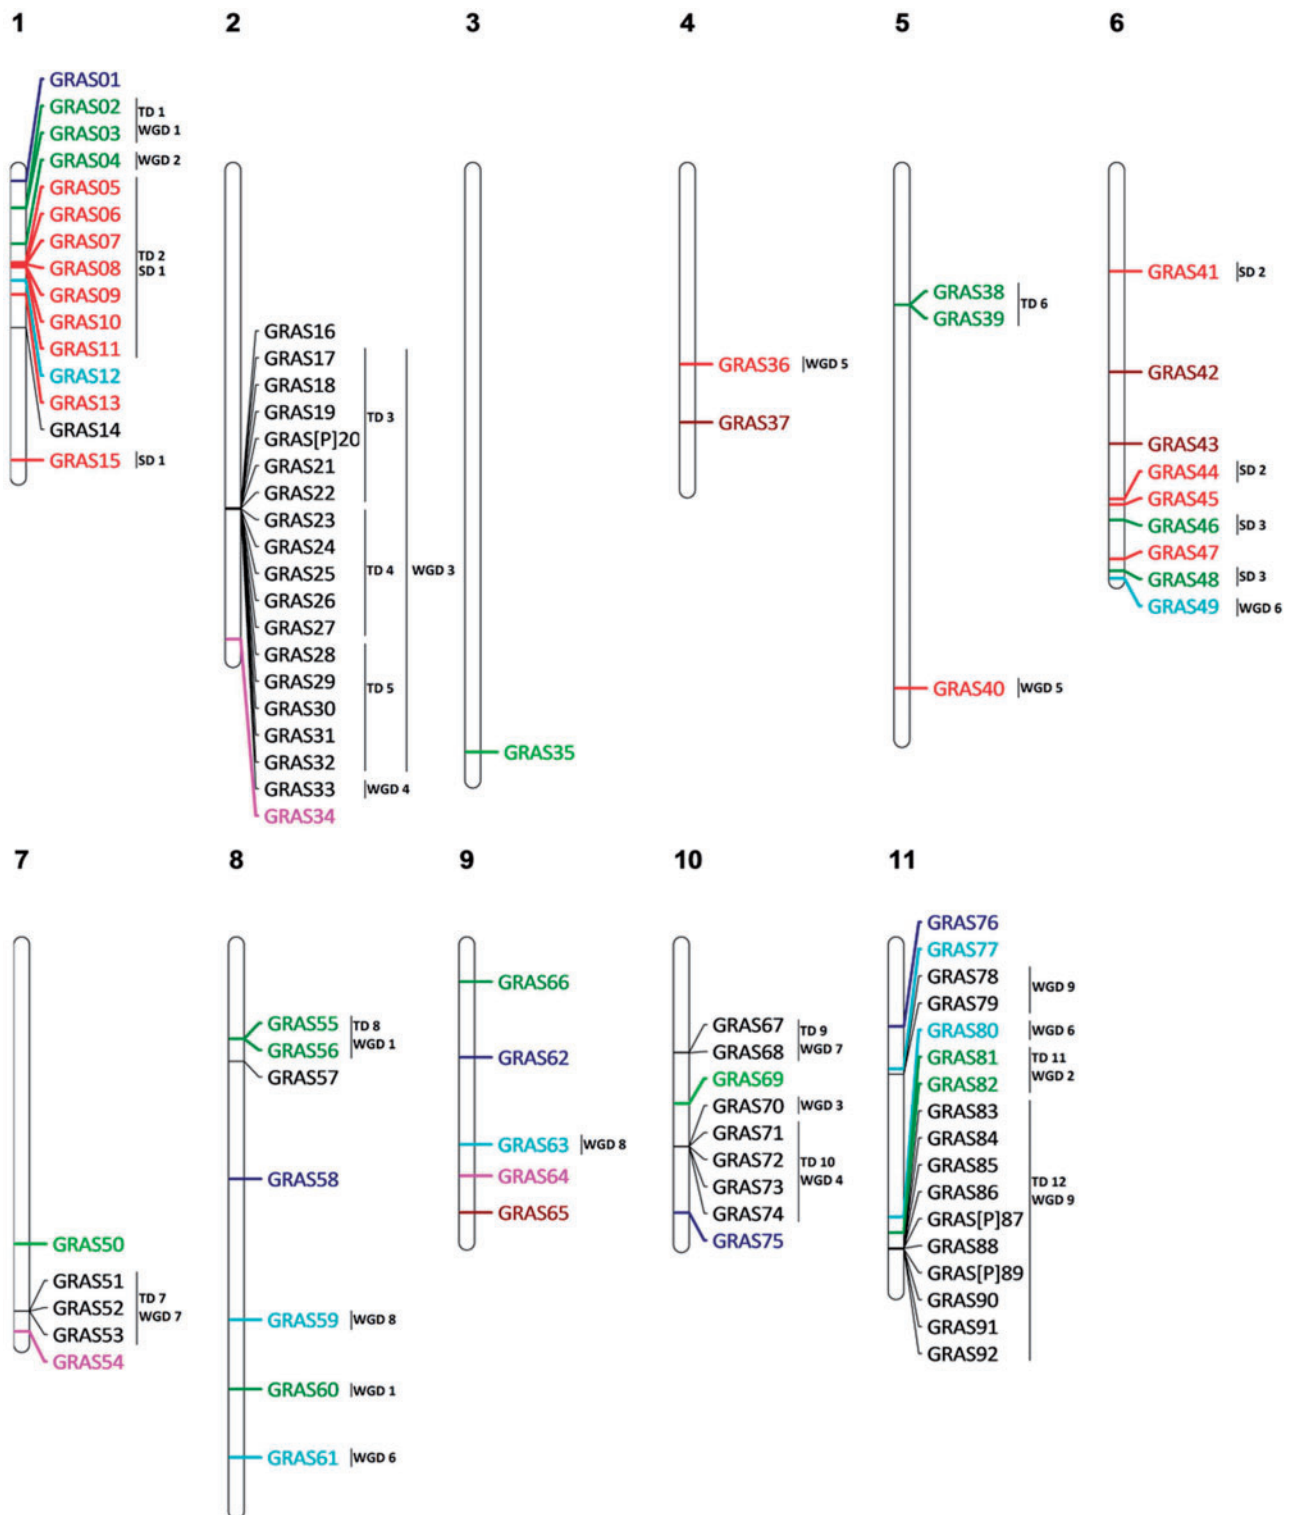 1
GRAS01
GRAS02
TD 1
GRAS03
WGD 1
GRAS04
WGD 2
GRAS05
GRAS06
GRAS07
TD 2
GRAS08
SD 1
GRAS09
GRAS10
GRAS11
GRAS12
GRAS13
GRAS14
GRAS15
SD 1
2
GRAS16
GRAS17
GRAS18
GRAS19
TD 3
GRAS[P]20
GRAS21
GRAS22
GRAS23
GRAS24
GRAS25
TD 4
WGD 3
GRAS26
GRAS27
GRAS28
GRAS29
TD 5
GRAS30
GRAS31
GRAS32
GRAS33
WGD 4
GRAS34
3
GRAS35
4
GRAS36
WGD 5
GRAS37
5
GRAS38
TD 6
GRAS39
GRAS40
WGD 5
6
GRAS41
SD 2
GRAS42
GRAS43
GRAS44
SD 2
GRAS45
GRAS46
SD 3
GRAS47
GRAS48
SD 3
GRAS49
WGD 6
7
GRAS50
GRAS51
TD 7
GRAS52
WGD 7
GRAS53
GRAS54
8
GRAS55
TD 8
GRAS56
WGD 1
GRAS57
GRAS58
GRAS59
WGD 8
GRAS60
WGD 1
GRAS61
WGD 6
9
GRAS66
GRAS62
GRAS63
WGD 8
GRAS64
GRAS65
10
GRAS67
TD 9
GRAS68
WGD 7
GRAS69
GRAS70
WGD 3
GRAS71
GRAS72
TD 10
GRAS73
WGD 4
GRAS74
GRAS75
11
GRAS76
GRAS77
GRAS78
WGD 9
GRAS79
GRAS80
WGD 6
GRAS81
TD 11
GRAS82
WGD 2
GRAS83
GRAS84
GRAS85
TD 12
GRAS86
WGD 9
GRAS[P]87
GRAS88
GRAS[P]89
GRAS90
GRAS91
GRAS92